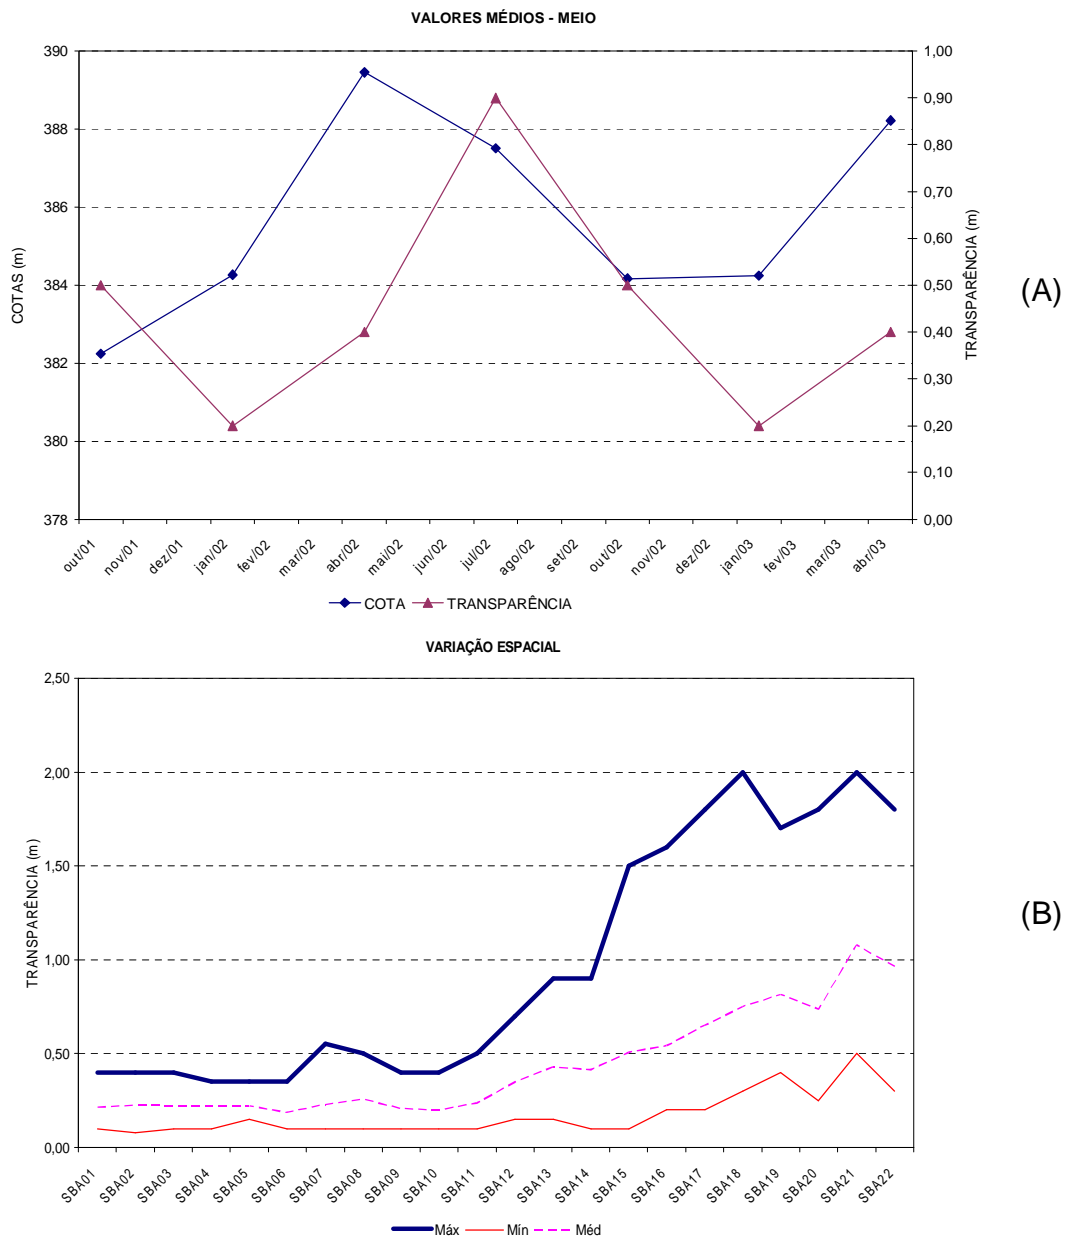 VALORES MÉDIOS - MEIO
390
388
386
384
382
380
378
COTAS (m)
1,00
0,90
0,80
0,70
0,60
0,50
0,40
0,30
0,20
0,10
0,00
TRANSPARÊNCIA (m)
(A)
out/01
nov/01
dez/01
jan/02
fev/02
mar/02
abr/02
mai/02
jun/02
jul/02
ago/02
set/02
out/02
nov/02
dez/02
jan/03
fev/03
mar/03
abr/03
COTA
TRANSPARÊNCIA
VARIAÇÃO ESPACIAL
2,50
2,00
1,50
1,00
0,50
0,00
TRANSPARÊNCIA (m)
(B)
SBA01
SBA02
SBA03
SBA04
SBA05
SBA06
SBA07
SBA08
SBA09
SBA10
SBA11
SBA12
SBA13
SBA14
SBA15
SBA16
SBA17
SBA18
SBA19
SBA20
SBA21
SBA22
Máx
Mín
Méd